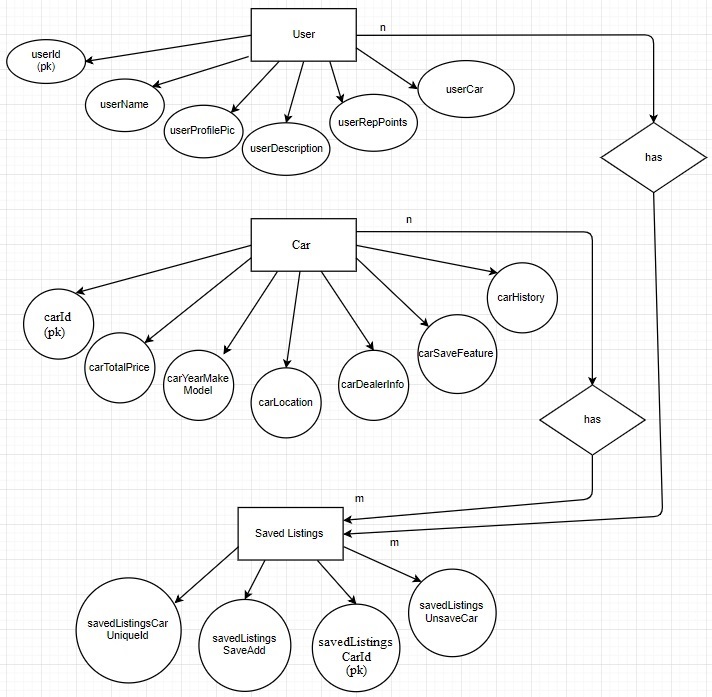 User
n
userId
(pk)
userName
userProfilePic
userDescription
userRepPoints
userCar
has
Car
n
carId
(pk)
carTotalPrice
carYearMake
Model
carLocation
carDealerInfo
carSaveFeature
carHistory
has
m
Saved Listings
m
savedListingsCar
UniqueId
savedListings
SaveAdd
savedListings
CarId
(pk)
savedListings
UnsaveCar